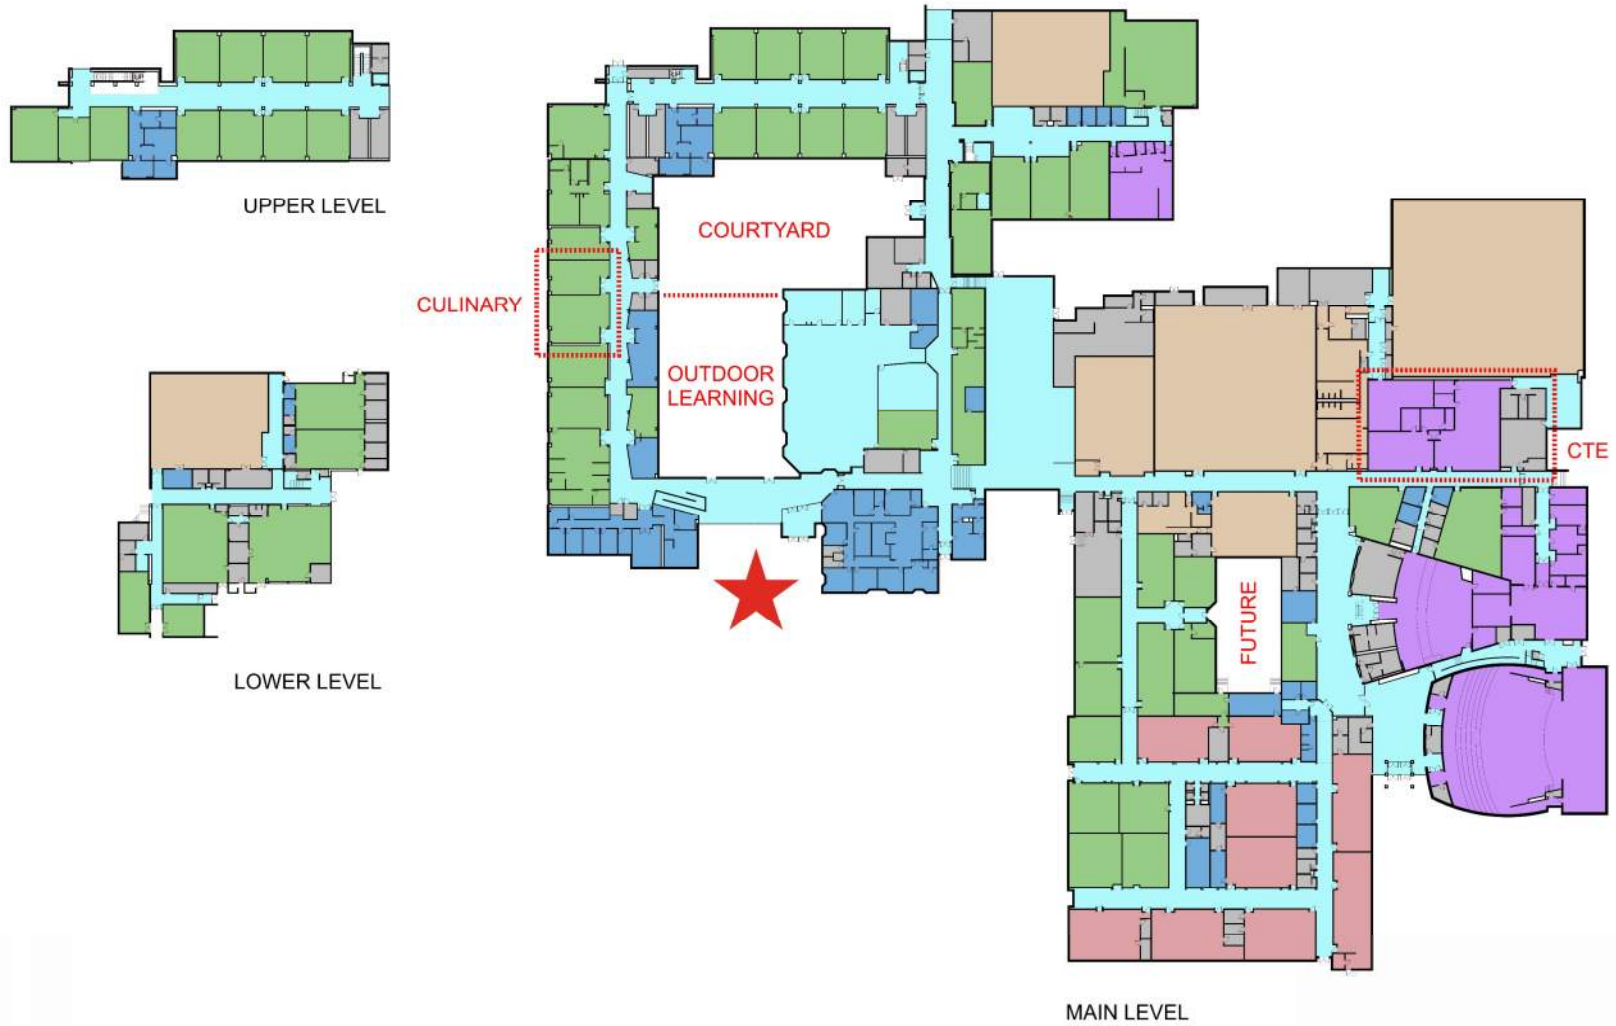 UPPER LEVEL
COURTYARD
CULINARY
OUTDOOR
LEARNING
CTE
FUTURE
LOWER LEVEL
MAIN LEVEL